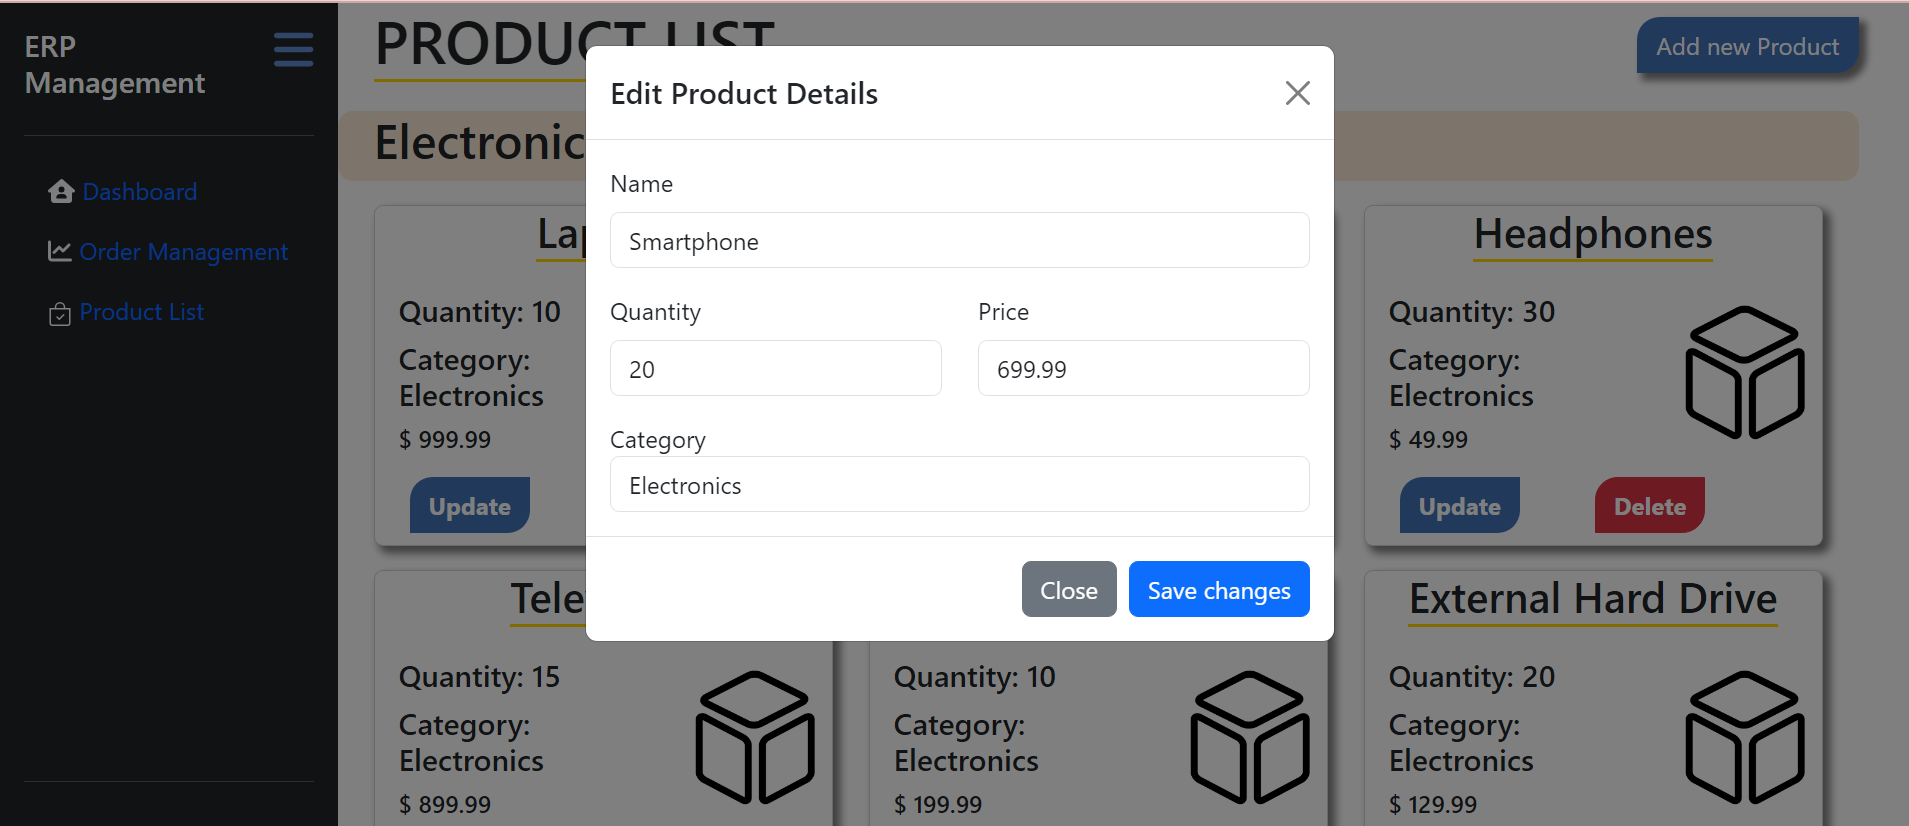 ERP
Management
Dashboard
Order Management
Product List
PRODUCT LIST
Add new Product
Electronic
Lap
Quantity: 10
Category:
Electronics
$ 999.99
Update
Headphones
Quantity: 30
Category:
Electronics
$ 49.99
Update
Delete
Edit Product Details
Name
Smartphone
Quantity
Price
20
699.99
Category
Electronics
Close
Save changes
Tele
Quantity: 15
Category:
Electronics
$ 899.99
Quantity: 10
Category:
Electronics
$ 199.99
External Hard Drive
Quantity: 20
Category:
Electronics
$ 129.99